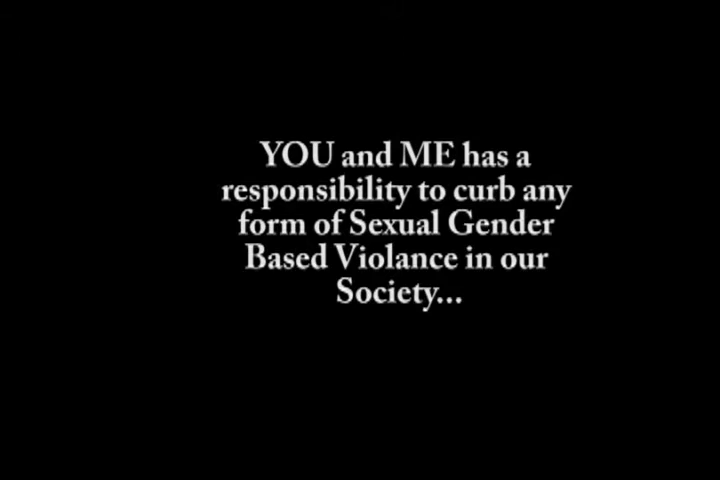 YOU and ME has a
responsibility to curb any
form of Sexual Gender
Based Violance in our
Society...